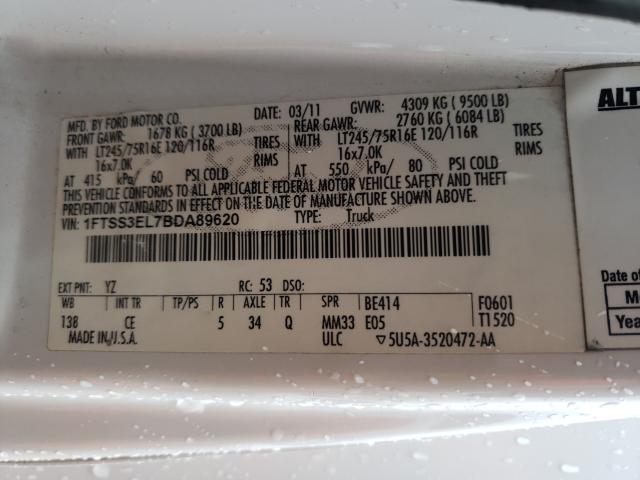 MFD. BY FORD MOTOR CO. DATE: 03/11 GVWR: 4309 KG ( 9500 LB)
FRONT GAWR: 1678 KG ( 3700 LB) REAR GAWR: 2760 KG ( 6084 LB)
WITH LT245/75R16E 120/116R TIRES WITH LT245/75R16E 120/116R TIRES
16x7.0K RIMS 16x7.0K RIMS
AT 415 kPa/ 60 PSI COLD AT 550 kPa/ 80 PSI COLD
THIS VEHICLE CONFORMS TO ALL APPLICABLE FEDERAL MOTOR VEHICLE SAFETY AND THEFT
PREVENTION STANDARDS IN EFFECT ON THE DATE OF MANUFACTURE SHOWN ABOVE.
VIN: 1FTSS3EL7BDA89620 TYPE: Truck
EXT PNT: YZ RC: 53 DSO:
WB INT TR TP/PS R AXLE TR SPR BE414 F0601
138 CE 5 34 Q MM33 E05 T1520
MADE IN U.S.A. ULC ▽5U5A-3520472-AA
ALT
Date of
M
Yea